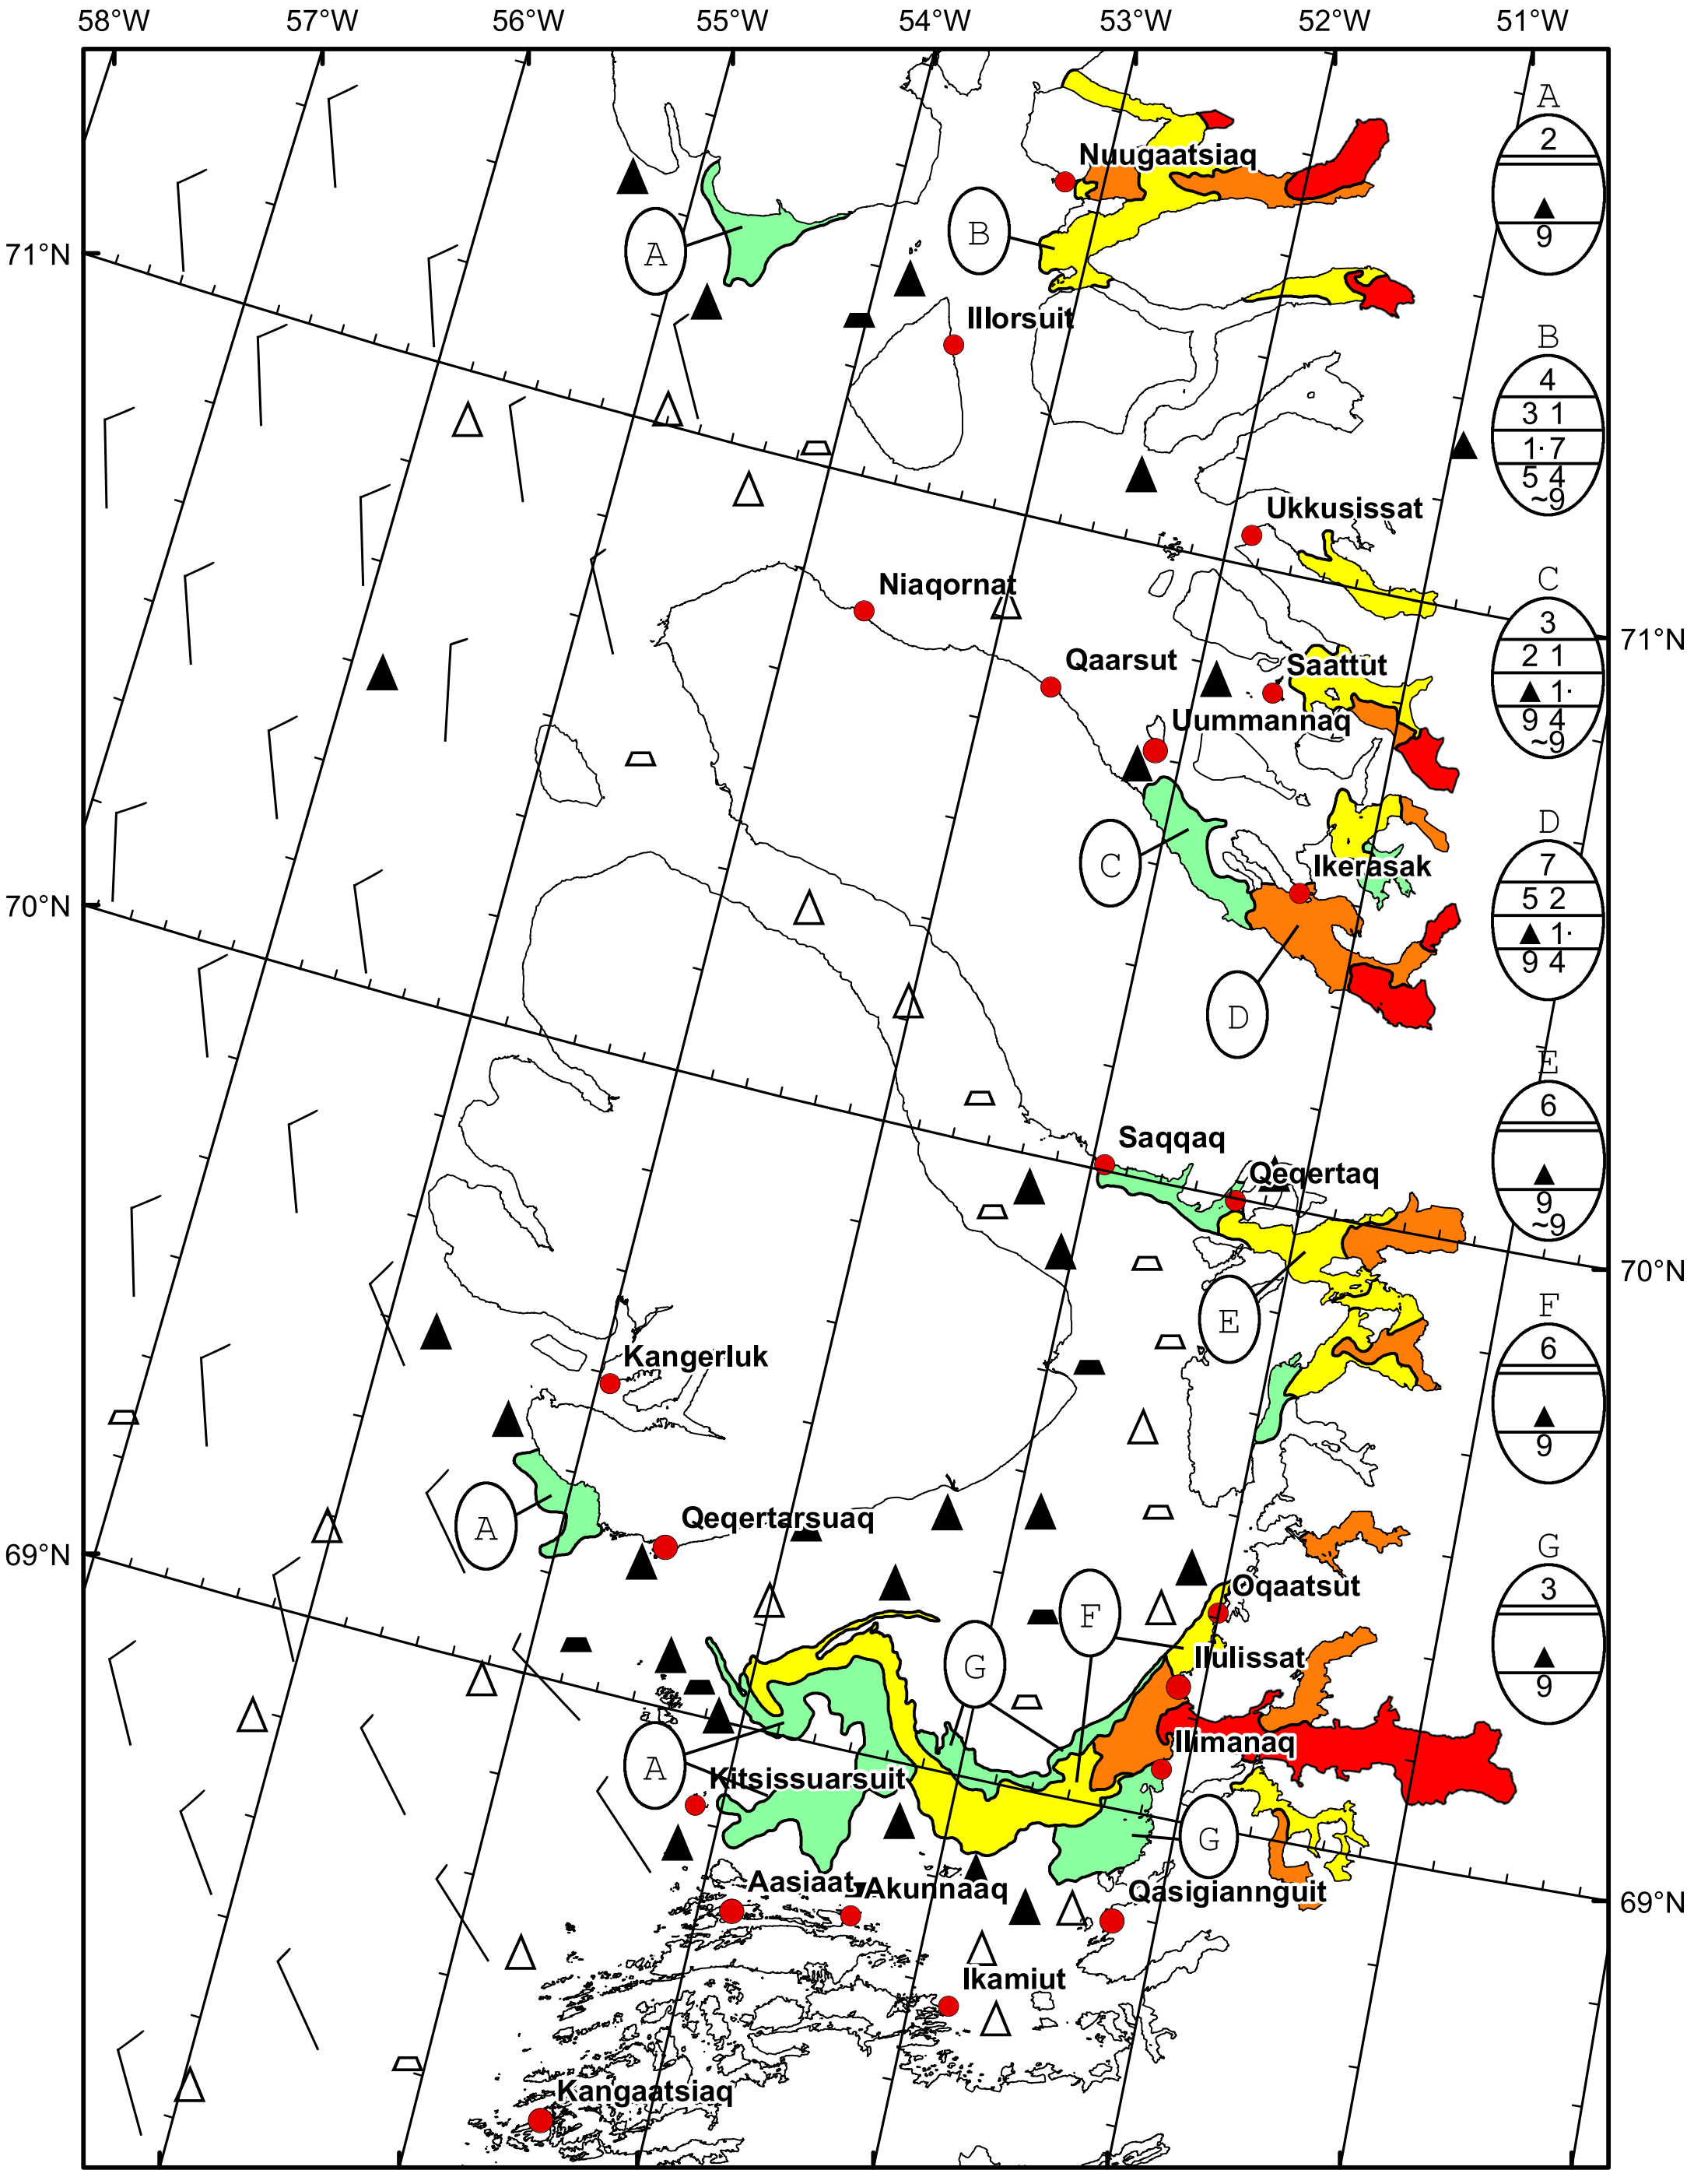 58°W 57°W 56°W 55°W 54°W 53°W 52°W 51°W
A
2
9
Nuugaatsiaq
A
B
71°N
Illorsuit
B
4
3 1
1· 7
5 4
~9
Ukkusissat
Niaqornat
C
3
2 1
1·
9 4
~9
71°N
Qaarsut
Saattut
Uummannaq
C
Ikerasak
D
7
5 2
1·
9 4
70°N
D
E
6
9
~9
Saqqaq
Qeqertaq
70°N
E
F
6
9
Kangerluk
A
Qeqertarsuaq
69°N
G
3
9
Oqaatsut
F
G
Ilulissat
Ilimanaq
A
Kitsissuarsuit
G
Aasiaat
Akunnaaq
Qasigiannguit
69°N
Ikamiut
Kangaatsiaq